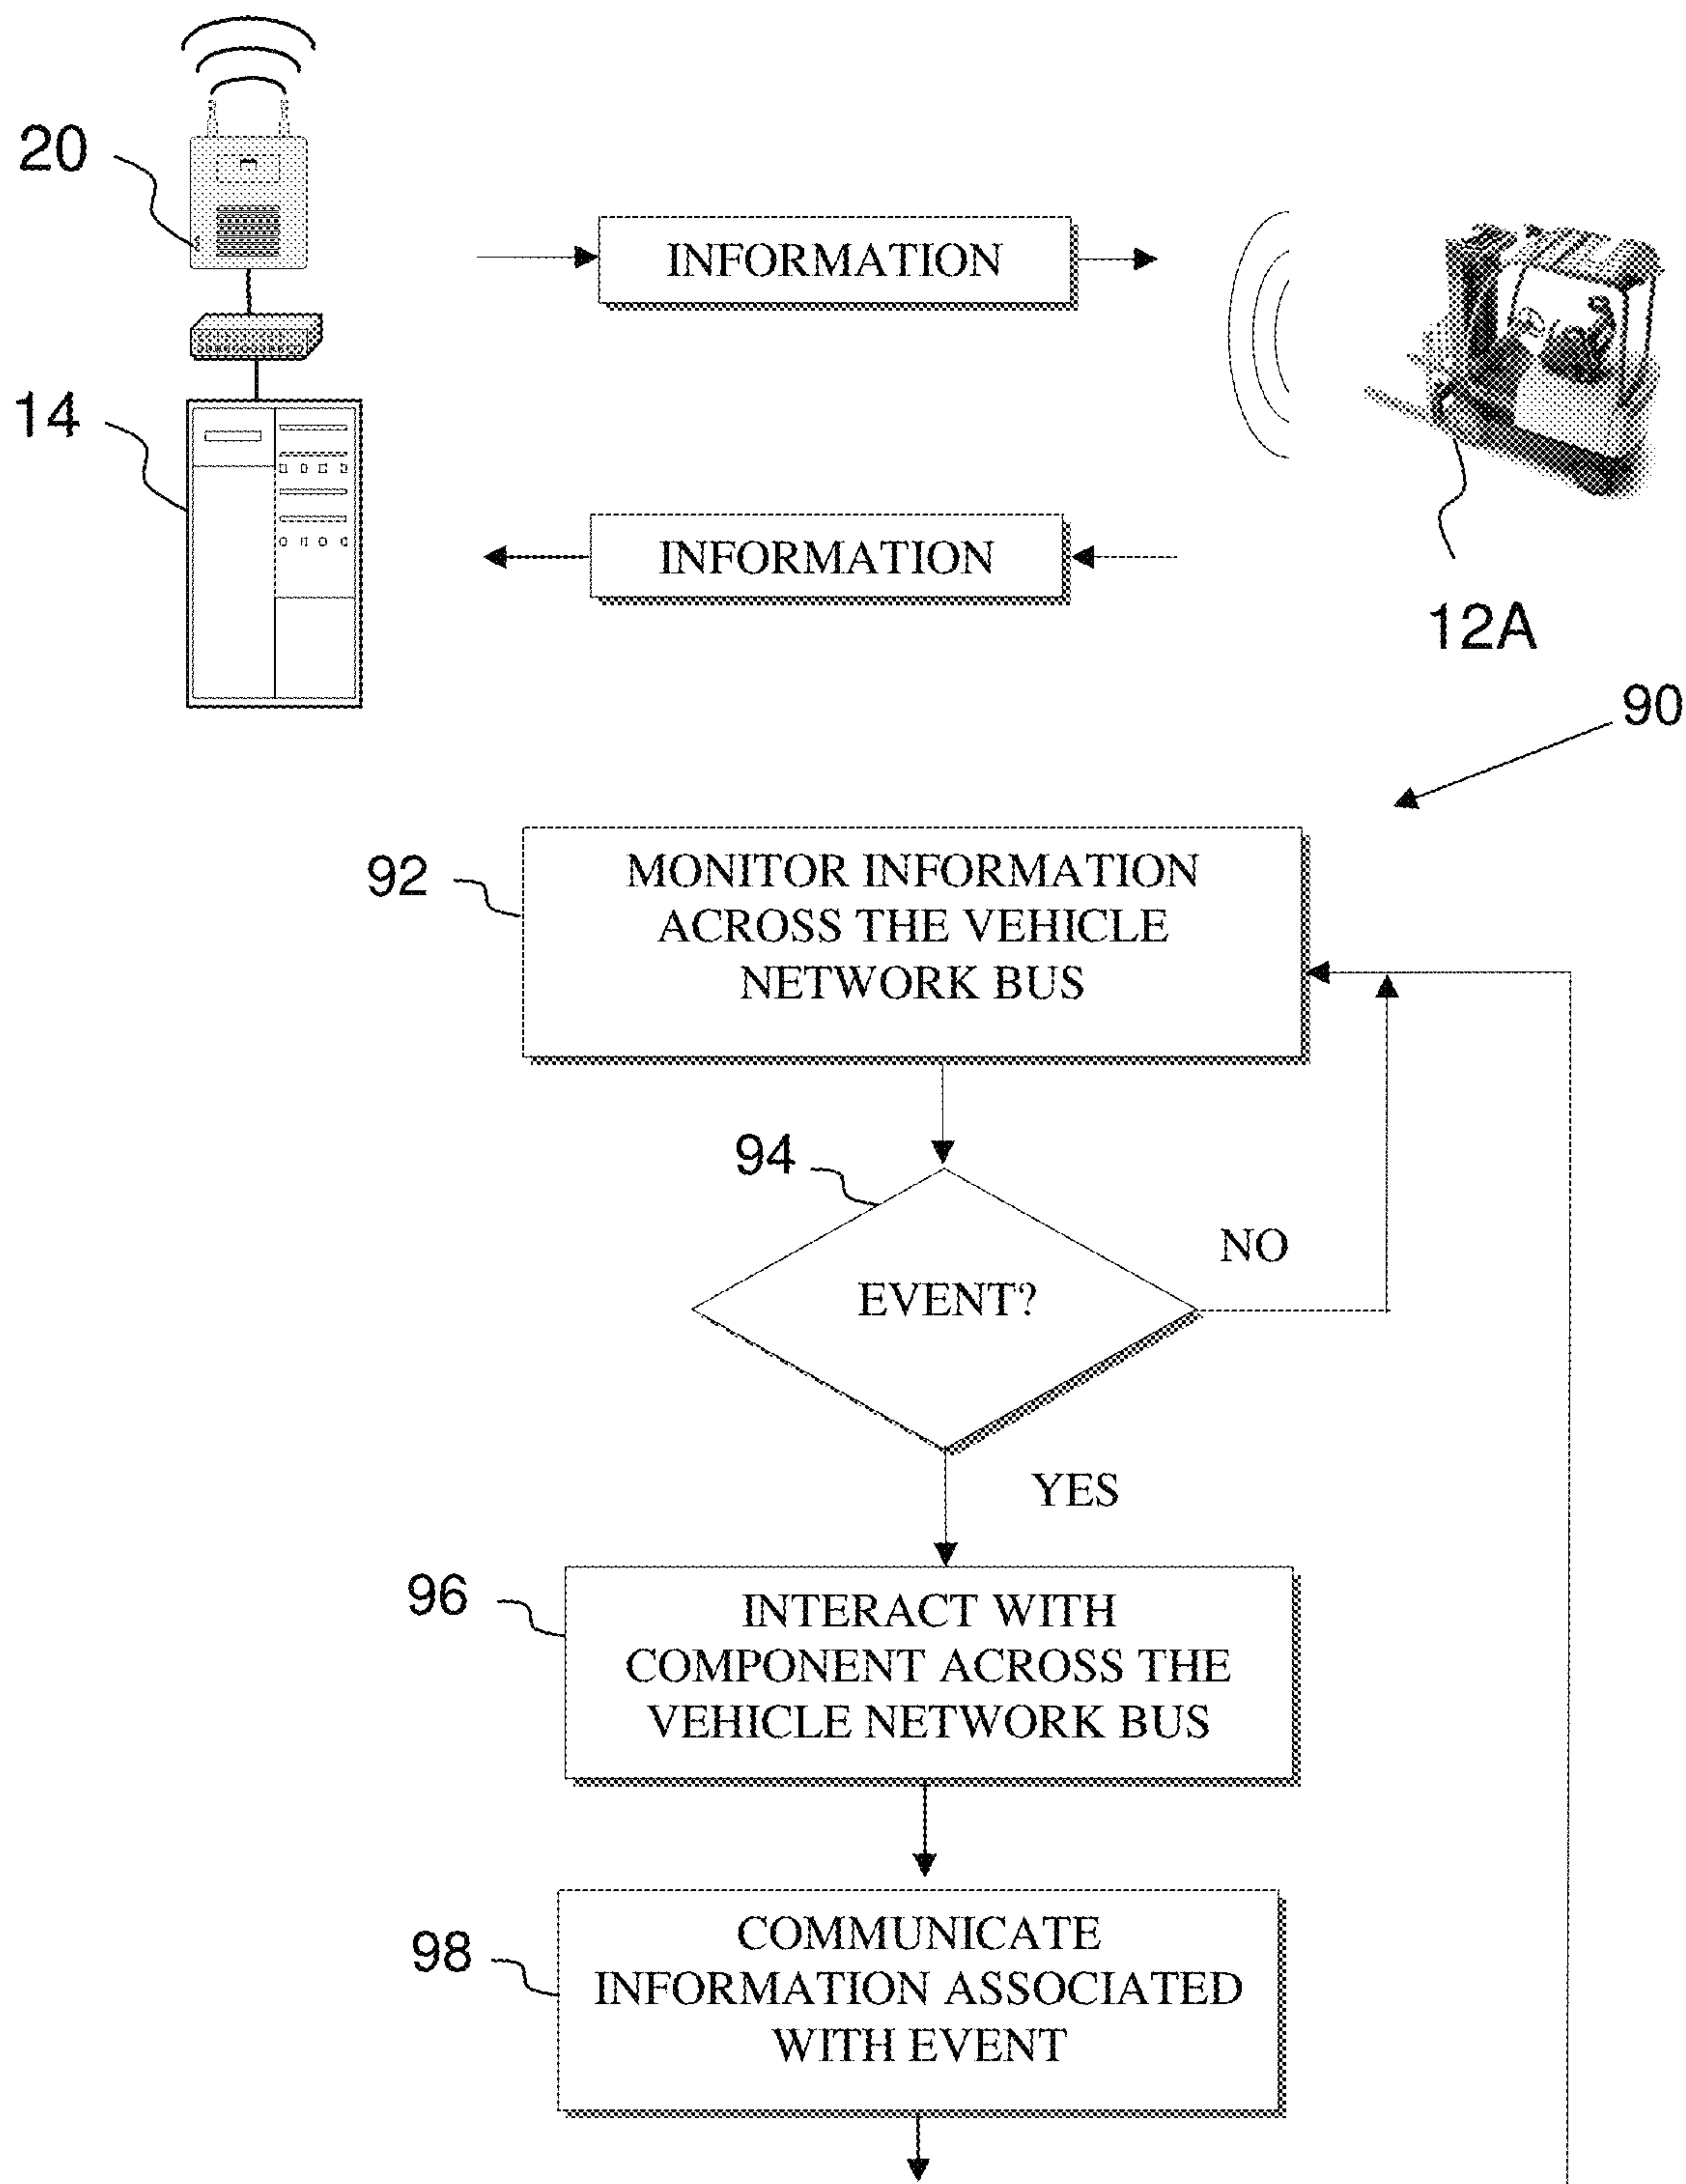 20
INFORMATION
14
INFORMATION
12A
90
92
MONITOR INFORMATION
ACROSS THE VEHICLE
NETWORK BUS
94
NO
EVENT?
YES
96
INTERACT WITH
COMPONENT ACROSS THE
VEHICLE NETWORK BUS
98
COMMUNICATE
INFORMATION ASSOCIATED
WITH EVENT